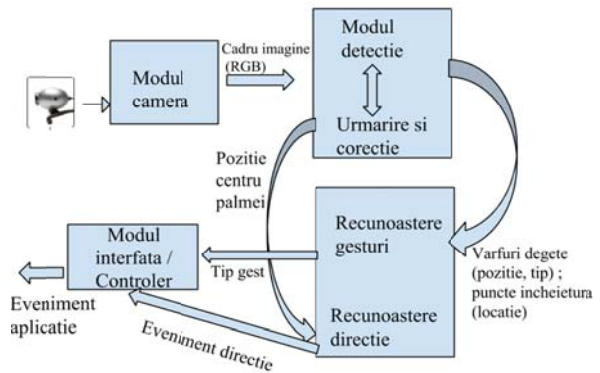 Modul
camera
Cadru imagine
(RGB)
Modul
detectie
Urmarire si
corectie
Pozitie
centru
palmei
Varfuri degete
(pozitie, tip) ;
puncte incheietura
(locatie)
Recunoastere
gesturi
Recunoastere
directie
Tip gest
Modul
interfata /
Controler
Eveniment directie
Eveniment
aplicatie